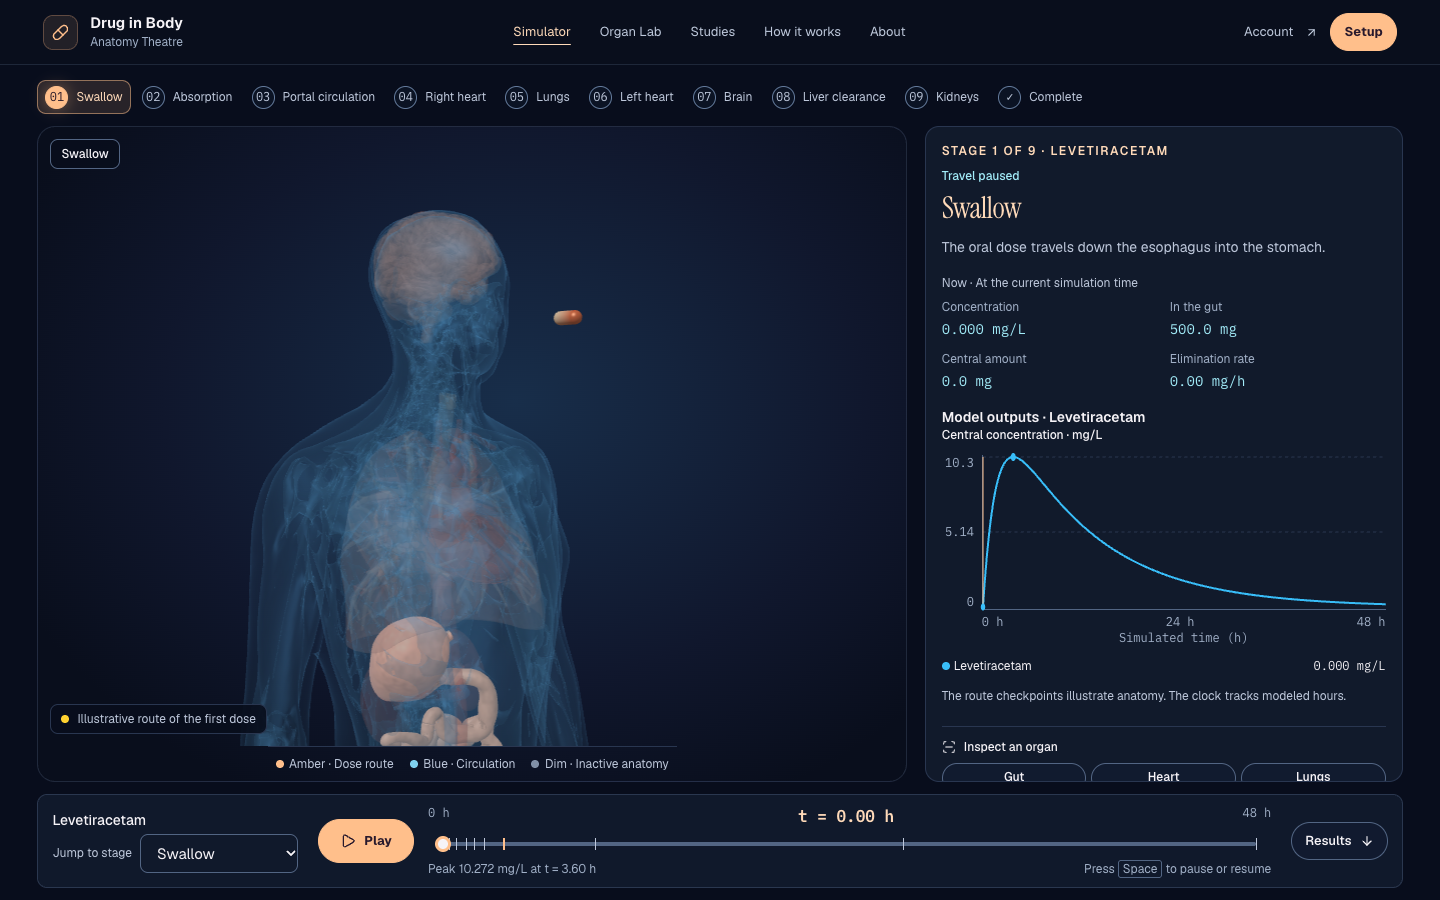 Drug in Body
Anatomy Theatre
Simulator
Organ Lab
Studies
How it works
About
Account
Setup
01 Swallow
02 Absorption
03 Portal circulation
04 Right heart
05 Lungs
06 Left heart
07 Brain
08 Liver clearance
09 Kidneys
✓ Complete
Swallow
Illustrative route of the first dose
Amber · Dose route
Blue · Circulation
Dim · Inactive anatomy
STAGE 1 OF 9 · LEVETIRACETAM
Travel paused
Swallow
The oral dose travels down the esophagus into the stomach.
Now · At the current simulation time
Concentration
0.000 mg/L
In the gut
500.0 mg
Central amount
0.0 mg
Elimination rate
0.00 mg/h
Model outputs · Levetiracetam
Central concentration · mg/L
10.3
5.14
0
0 h
24 h
48 h
Simulated time (h)
Levetiracetam
0.000 mg/L
The route checkpoints illustrate anatomy. The clock tracks modeled hours.
Inspect an organ
Gut
Heart
Lungs
Levetiracetam
Jump to stage
Swallow
Play
0 h
t = 0.00 h
48 h
Peak 10.272 mg/L at t = 3.60 h
Press Space to pause or resume
Results